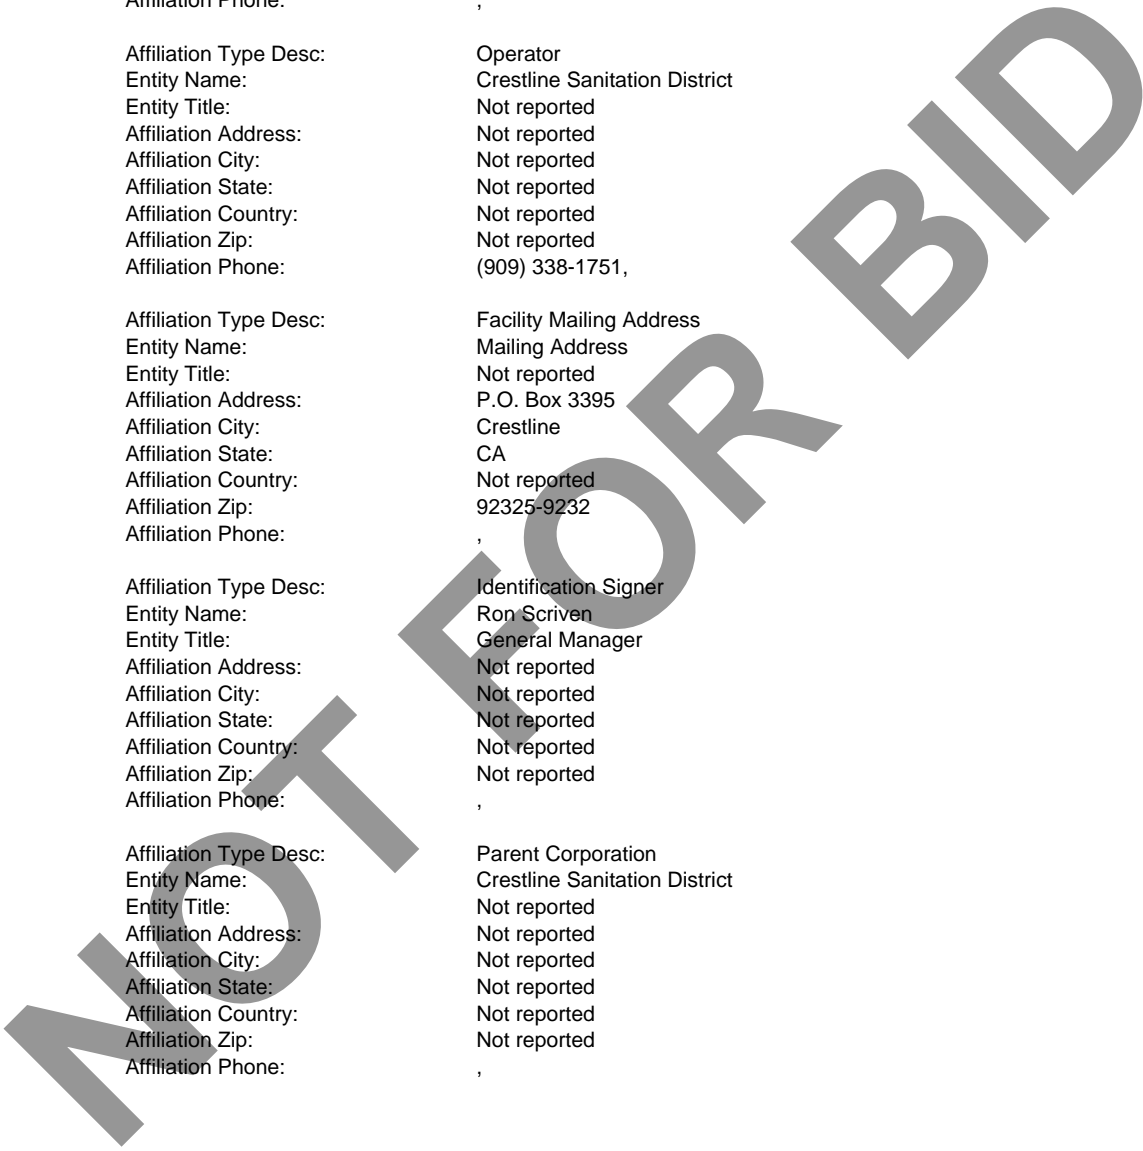 Affiliation Phone: ,
Affiliation Type Desc: Operator
Entity Name: Crestline Sanitation District
Entity Title: Not reported
Affiliation Address: Not reported
Affiliation City: Not reported
Affiliation State: Not reported
Affiliation Country: Not reported
Affiliation Zip: Not reported
Affiliation Phone: (909) 338-1751,
Affiliation Type Desc: Facility Mailing Address
Entity Name: Mailing Address
Entity Title: Not reported
Affiliation Address: P.O. Box 3395
Affiliation City: Crestline
Affiliation State: CA
Affiliation Country: Not reported
Affiliation Zip: 92325-9232
Affiliation Phone: ,
Affiliation Type Desc: Identification Signer
Entity Name: Ron Scriven
Entity Title: General Manager
Affiliation Address: Not reported
Affiliation City: Not reported
Affiliation State: Not reported
Affiliation Country: Not reported
Affiliation Zip: Not reported
Affiliation Phone: ,
Affiliation Type Desc: Parent Corporation
Entity Name: Crestline Sanitation District
Entity Title: Not reported
Affiliation Address: Not reported
Affiliation City: Not reported
Affiliation State: Not reported
Affiliation Country: Not reported
Affiliation Zip: Not reported
Affiliation Phone: ,
NOT FOR BID